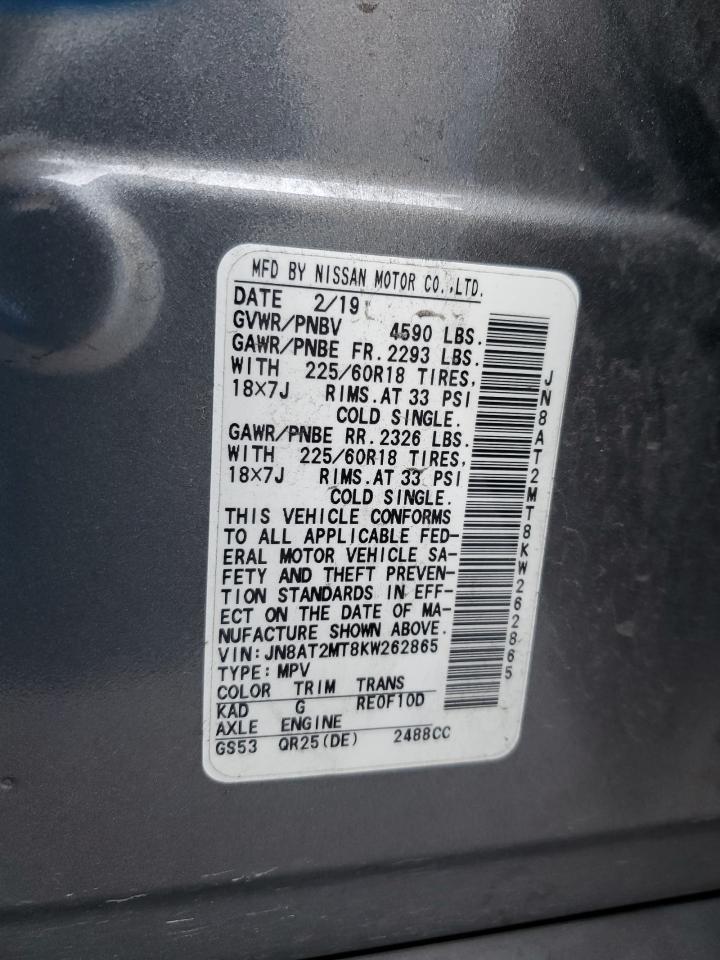 MFD BY NISSAN MOTOR CO.,LTD.
DATE 2/19
GVWR/PNBV 4590 LBS.
GAWR/PNBE FR. 2293 LBS.
WITH 225/60R18 TIRES,
18X7J RIMS.AT 33 PSI
COLD SINGLE.
GAWR/PNBE RR. 2326 LBS.
WITH 225/60R18 TIRES,
18X7J RIMS.AT 33 PSI
COLD SINGLE.
THIS VEHICLE CONFORMS
TO ALL APPLICABLE FED-
ERAL MOTOR VEHICLE SA-
FETY AND THEFT PREVEN-
TION STANDARDS IN EFF-
ECT ON THE DATE OF MA-
NUFACTURE SHOWN ABOVE.
VIN:JN8AT2MT8KW262865
TYPE:MPV
COLOR TRIM TRANS
KAD G RE0F10D
AXLE ENGINE
GS53 QR25(DE) 2488CC
JN8AT2MT8KW262865